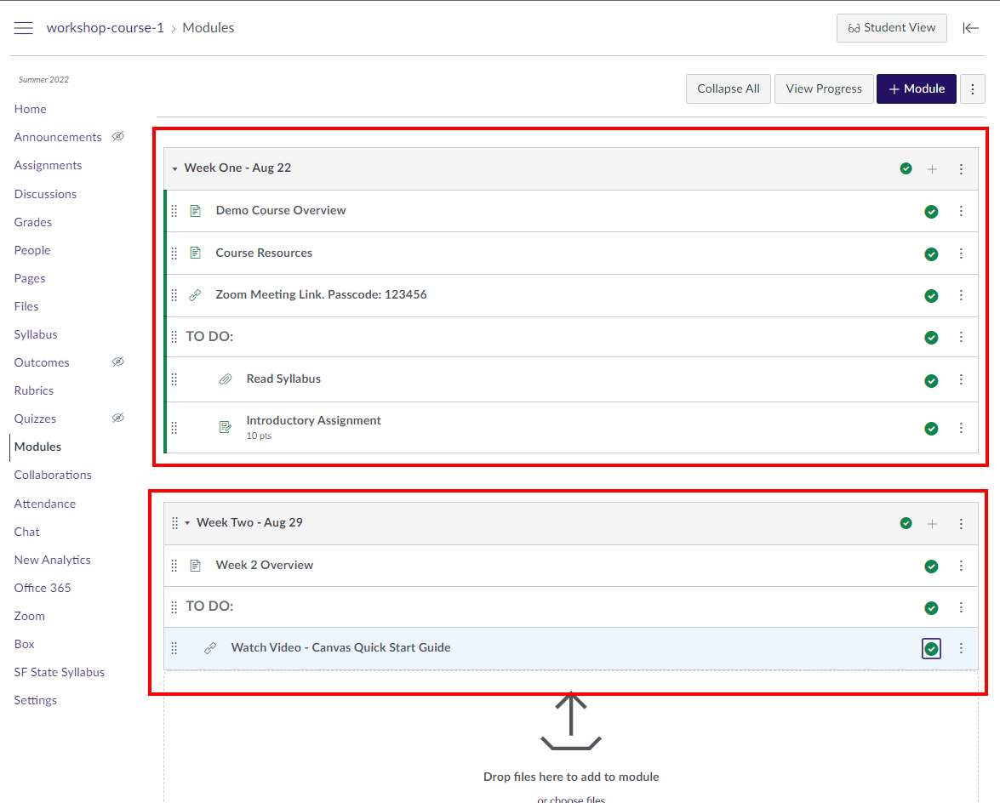 workshop-course-1 › Modules
Student View
Summer 2022
Collapse All
View Progress
+ Module
Home
Announcements
Assignments
Discussions
Grades
People
Pages
Files
Syllabus
Outcomes
Rubrics
Quizzes
Modules
Collaborations
Attendance
Chat
New Analytics
Office 365
Zoom
Box
SF State Syllabus
Settings
Week One - Aug 22
Demo Course Overview
Course Resources
Zoom Meeting Link. Passcode: 123456
TO DO:
Read Syllabus
Introductory Assignment
10 pts
Week Two - Aug 29
Week 2 Overview
TO DO:
Watch Video - Canvas Quick Start Guide
Drop files here to add to module
or choose files